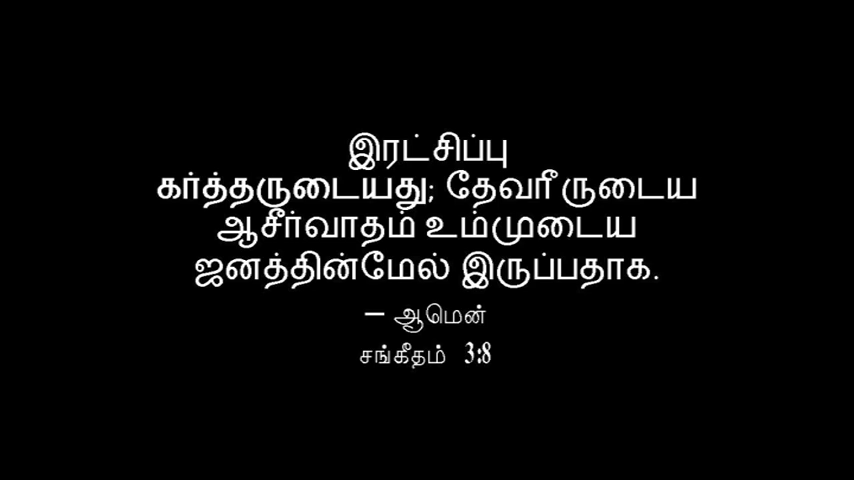 இரட்சிப்பு
கர்த்தருடையது; தேவரீருடைய
ஆசீர்வாதம் உம்முடைய
ஜனத்தின்மேல் இருப்பதாக.
– ஆமென்
சங்கீதம் 3:8